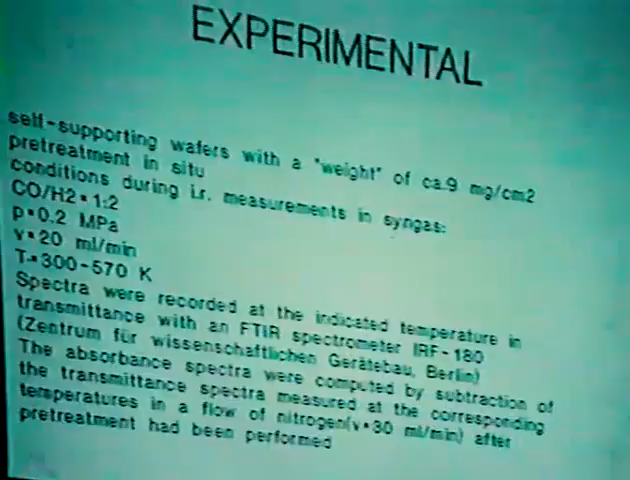 EXPERIMENTAL
self-supporting wafers with a "weight" of ca.9 mg/cm2
pretreatment in situ
conditions during i.r. measurements in syngas:
CO/H2=1:2
p=0.2 MPa
v=20 ml/min
T=300-570 K
Spectra were recorded at the indicated temperature in
transmittance with an FTIR spectrometer IRF-180
(Zentrum für wissenschaftlichen Gerätebau, Berlin)
The absorbance spectra were computed by subtraction of
the transmittance spectra measured at the corresponding
temperatures in a flow of nitrogen(v=30 ml/min) after
pretreatment had been performed